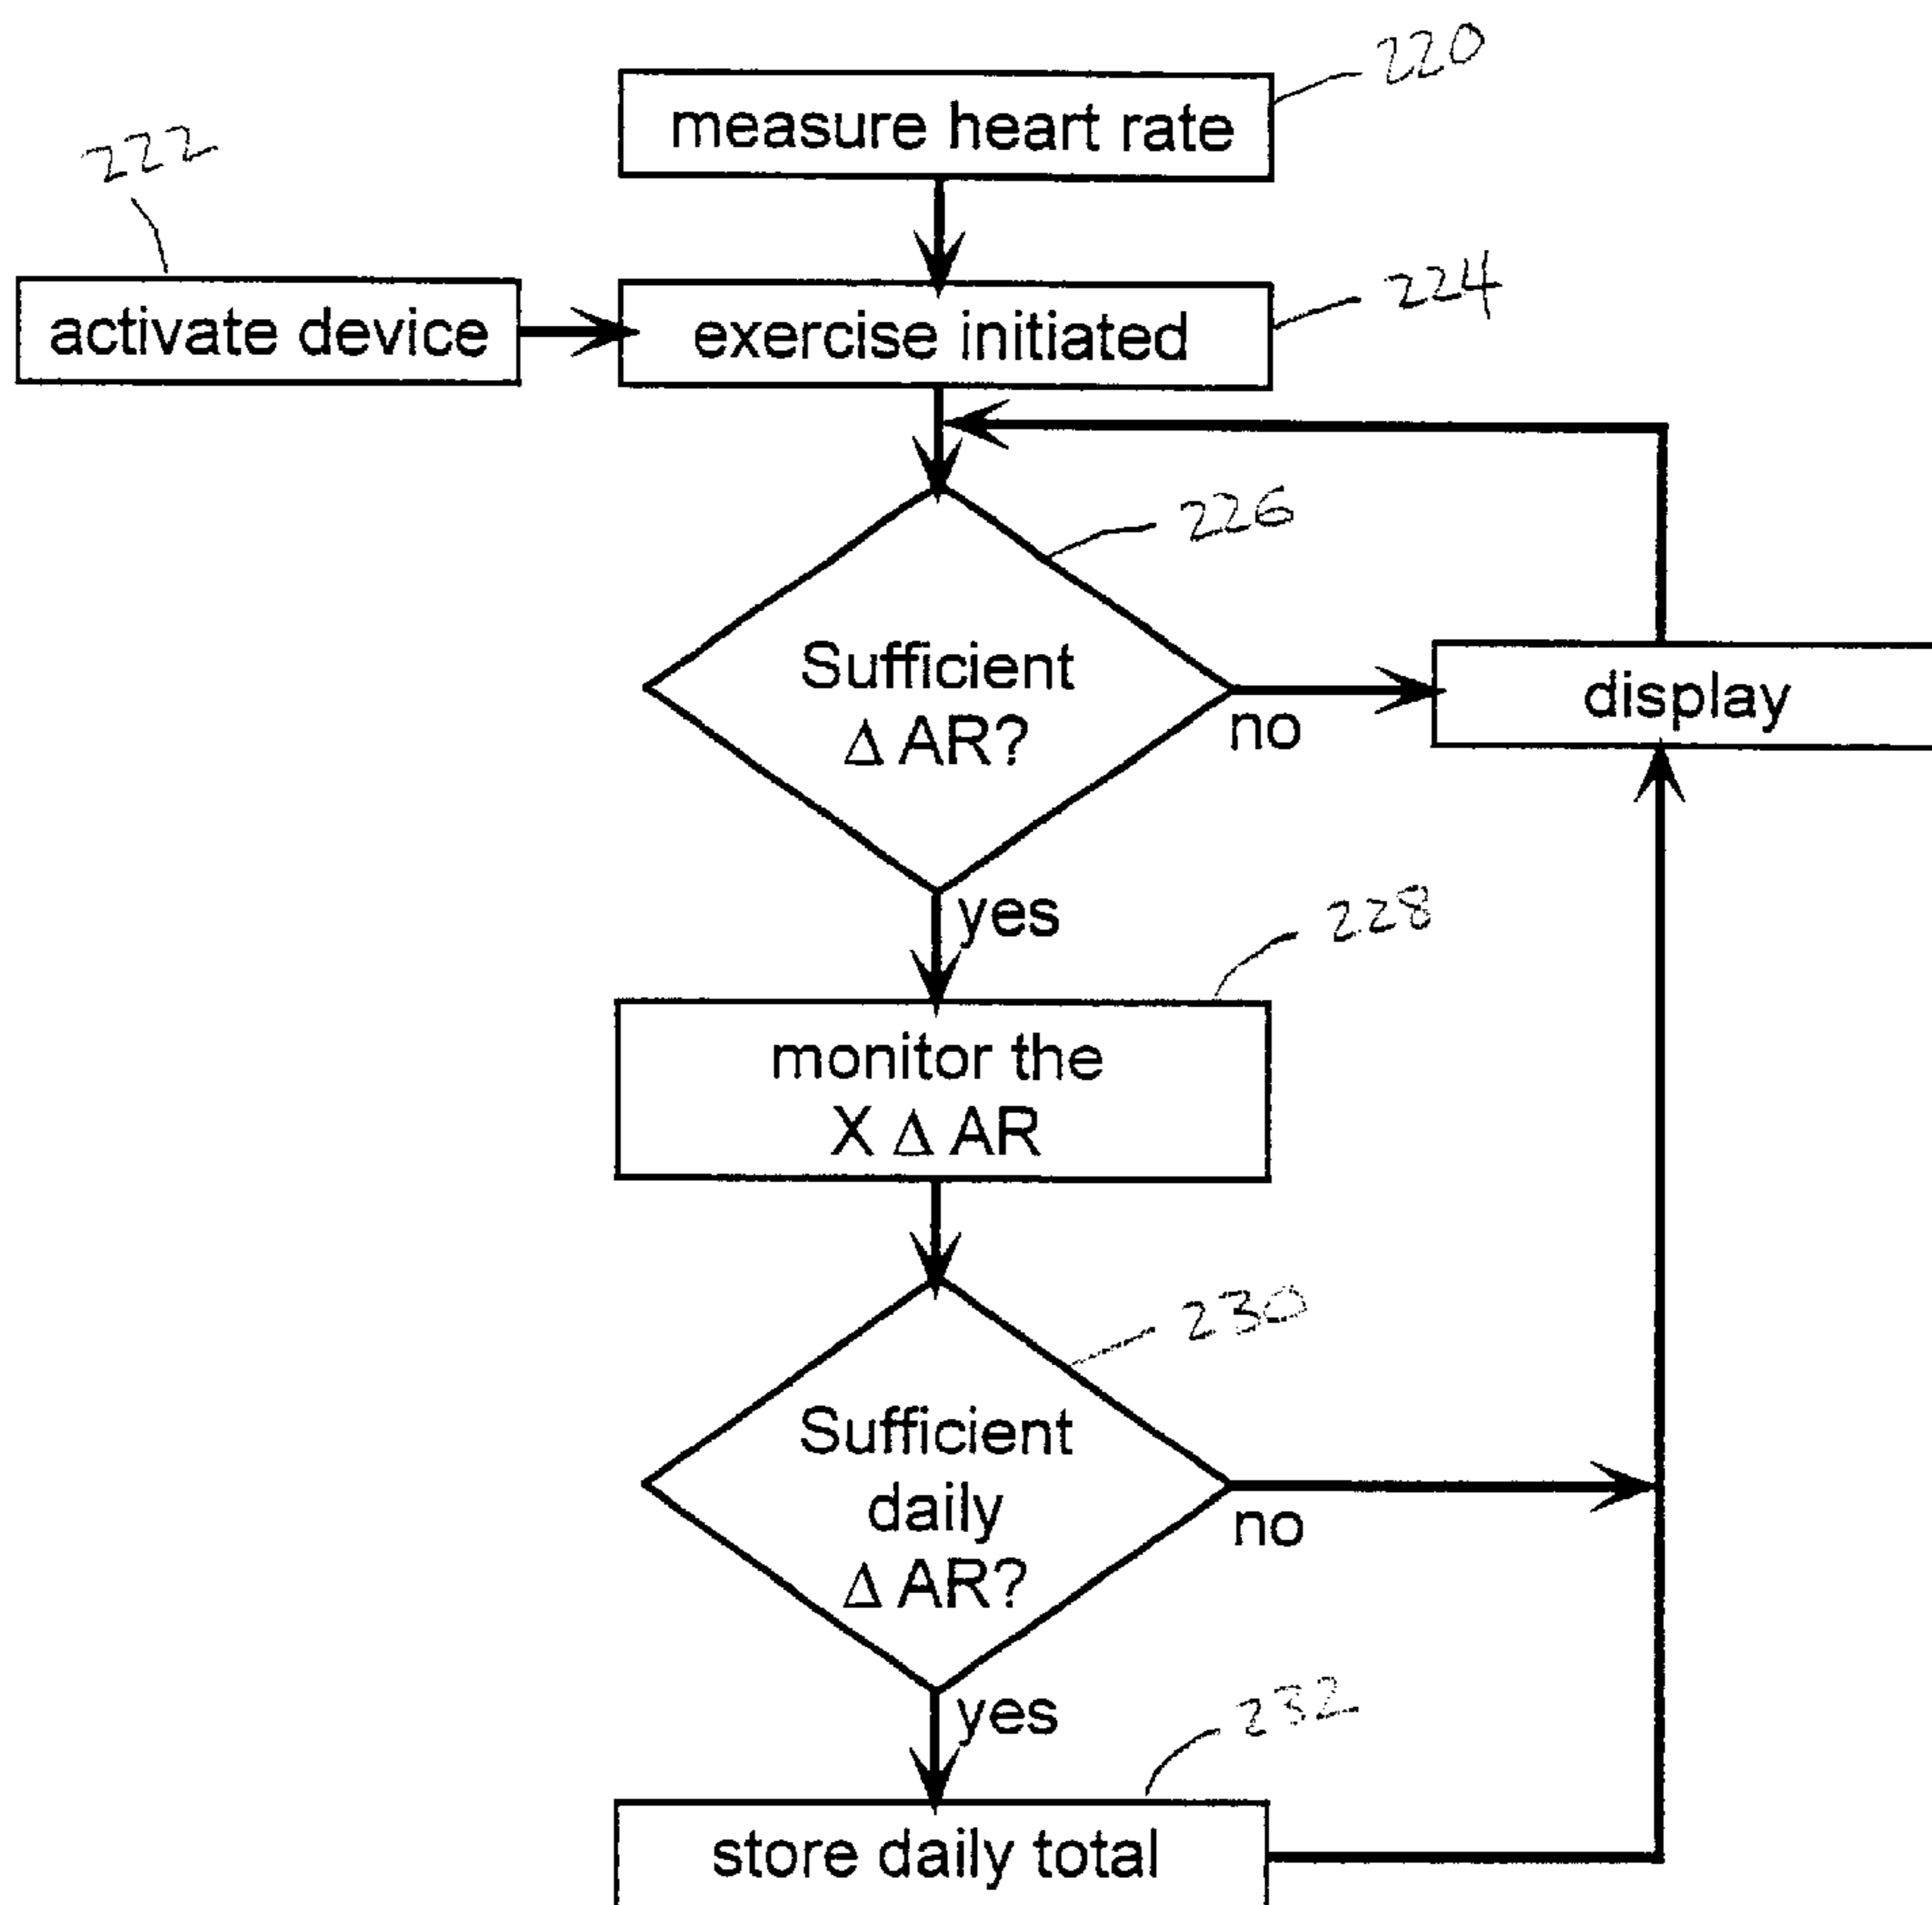 220
measure heart rate
222
activate device
exercise initiated
224
226
Sufficient
Δ AR?
no
display
yes
228
monitor the
X Δ AR
230
Sufficient
daily
Δ AR?
no
yes
232
store daily total